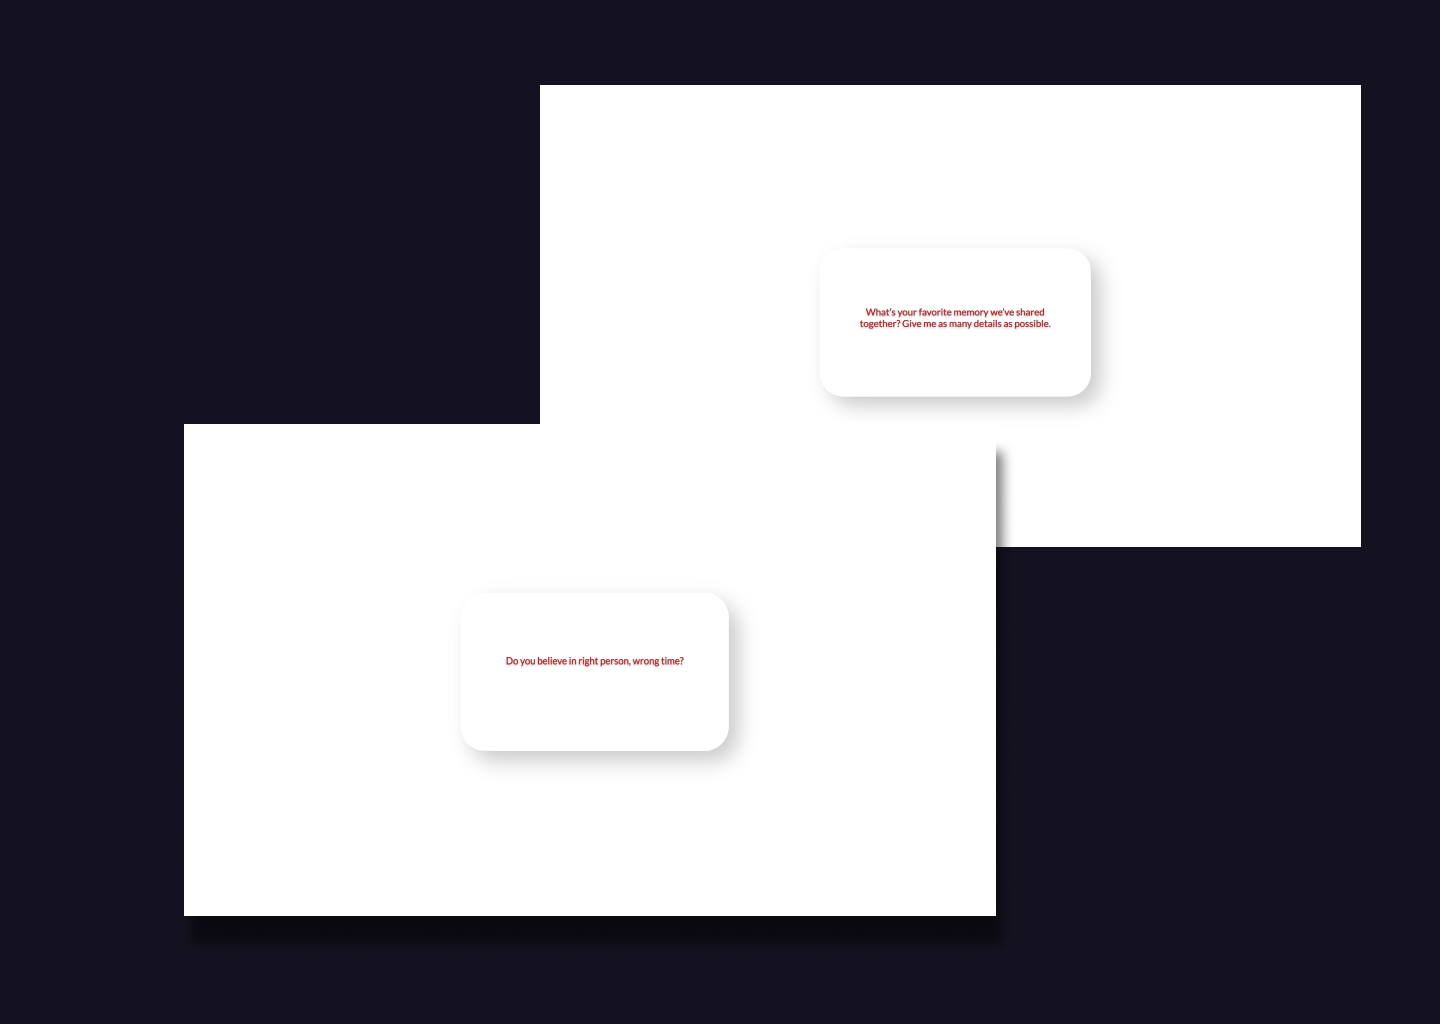 What's your favorite memory we've shared
together? Give me as many details as possible.
Do you believe in right person, wrong time?